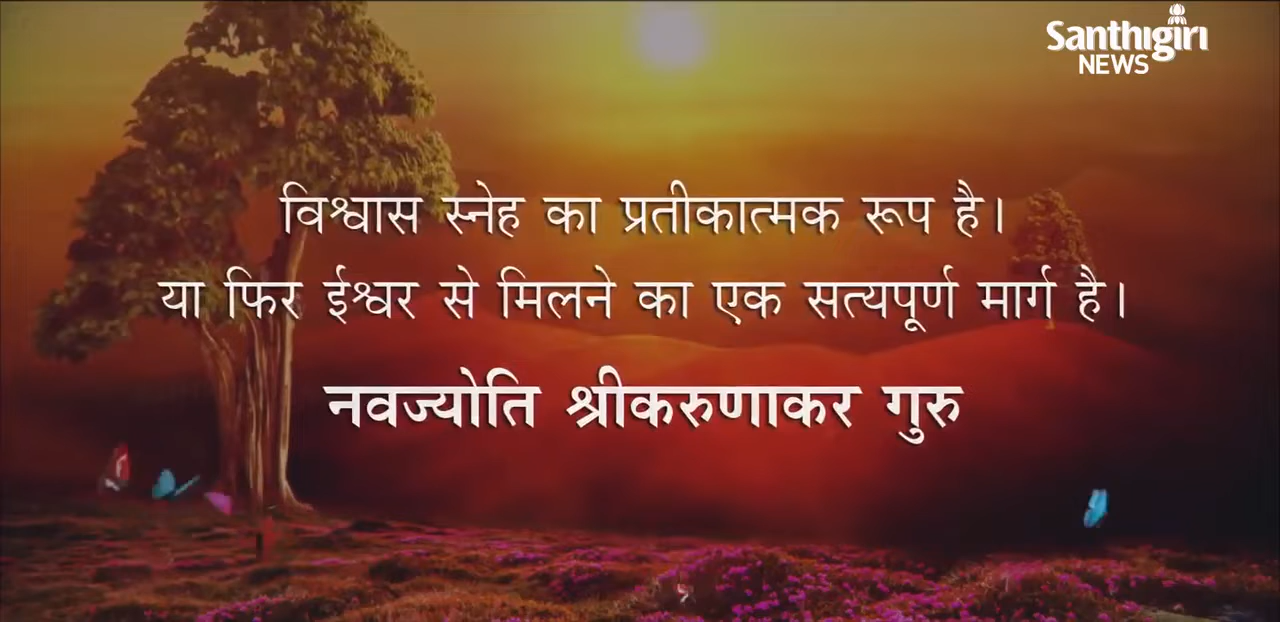 Santhigiri
NEWS
विश्वास स्नेह का प्रतीकात्मक रूप है।
या फिर ईश्वर से मिलने का एक सत्यपूर्ण मार्ग है।
नवज्योति श्रीकरुणाकर गुरु